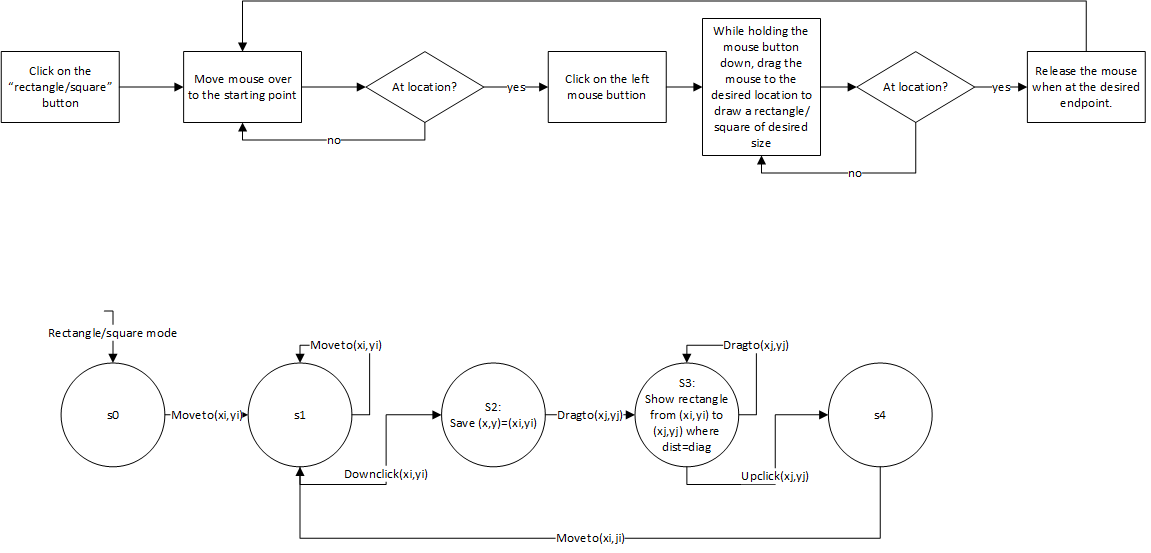 Click on the
“rectangle/square”
button
Move mouse over
to the starting point
At location?
yes
no
Click on the left
mouse buttion
While holding the
mouse button
down, drag the
mouse to the
desired location to
draw a rectangle/
square of desired
size
At location?
yes
no
Release the mouse
when at the desired
endpoint.
Rectangle/square mode
s0
Moveto(xi,yi)
s1
Moveto(xi,yi)
Downclick(xi,yi)
S2:
Save (x,y)=(xi,yi)
Dragto(xj,yj)
S3:
Show rectangle
from (xi,yi) to
(xj,yj) where
dist=diag
Dragto(xj,yj)
Upclick(xj,yj)
s4
Moveto(xi,ji)